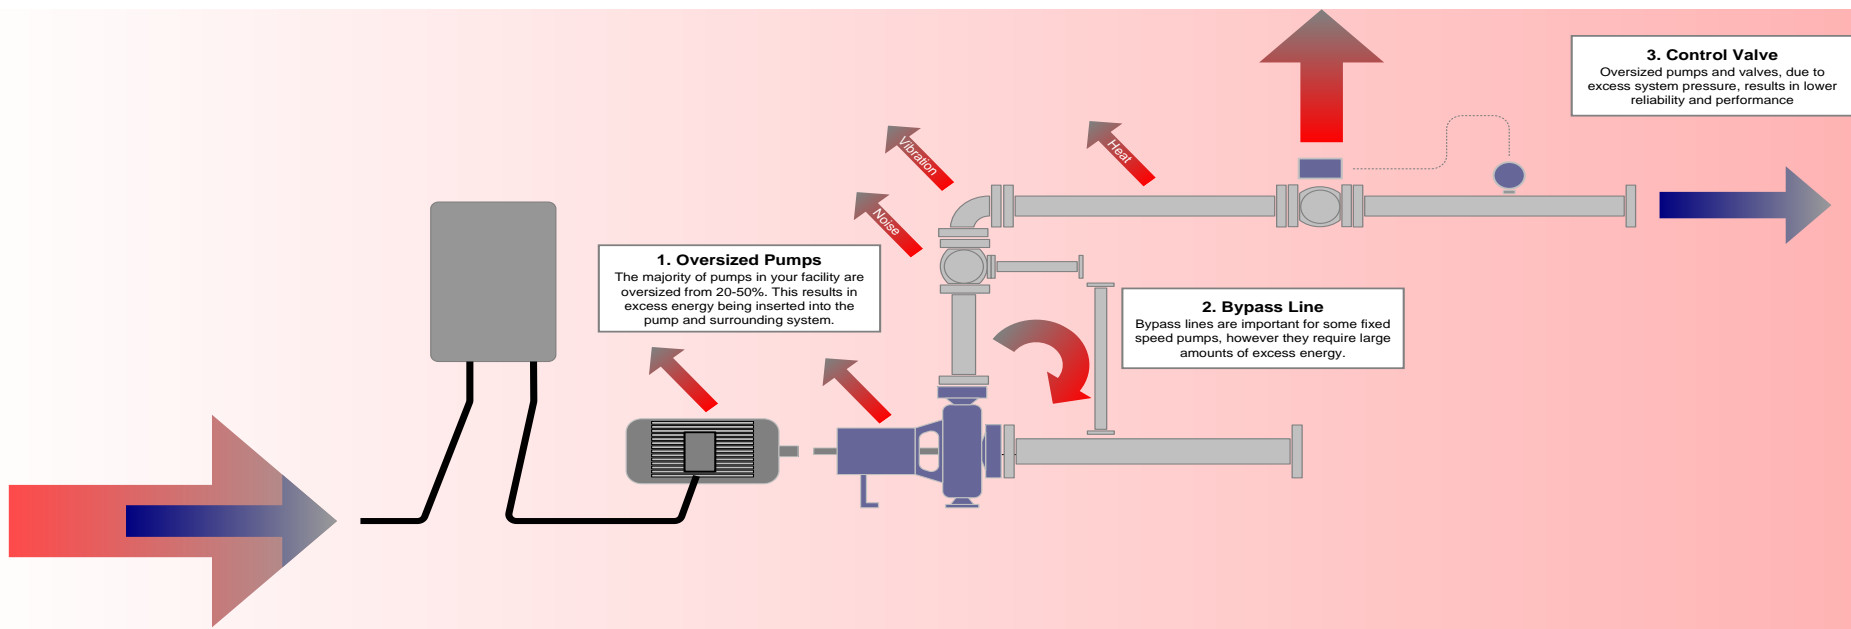 3. Control Valve
Oversized pumps and valves, due to
excess system pressure, results in lower
reliability and performance
Vibration
Heat
Noise
1. Oversized Pumps
The majority of pumps in your facility are
oversized from 20-50%. This results in
excess energy being inserted into the
pump and surrounding system.
2. Bypass Line
Bypass lines are important for some fixed
speed pumps, however they require large
amounts of excess energy.